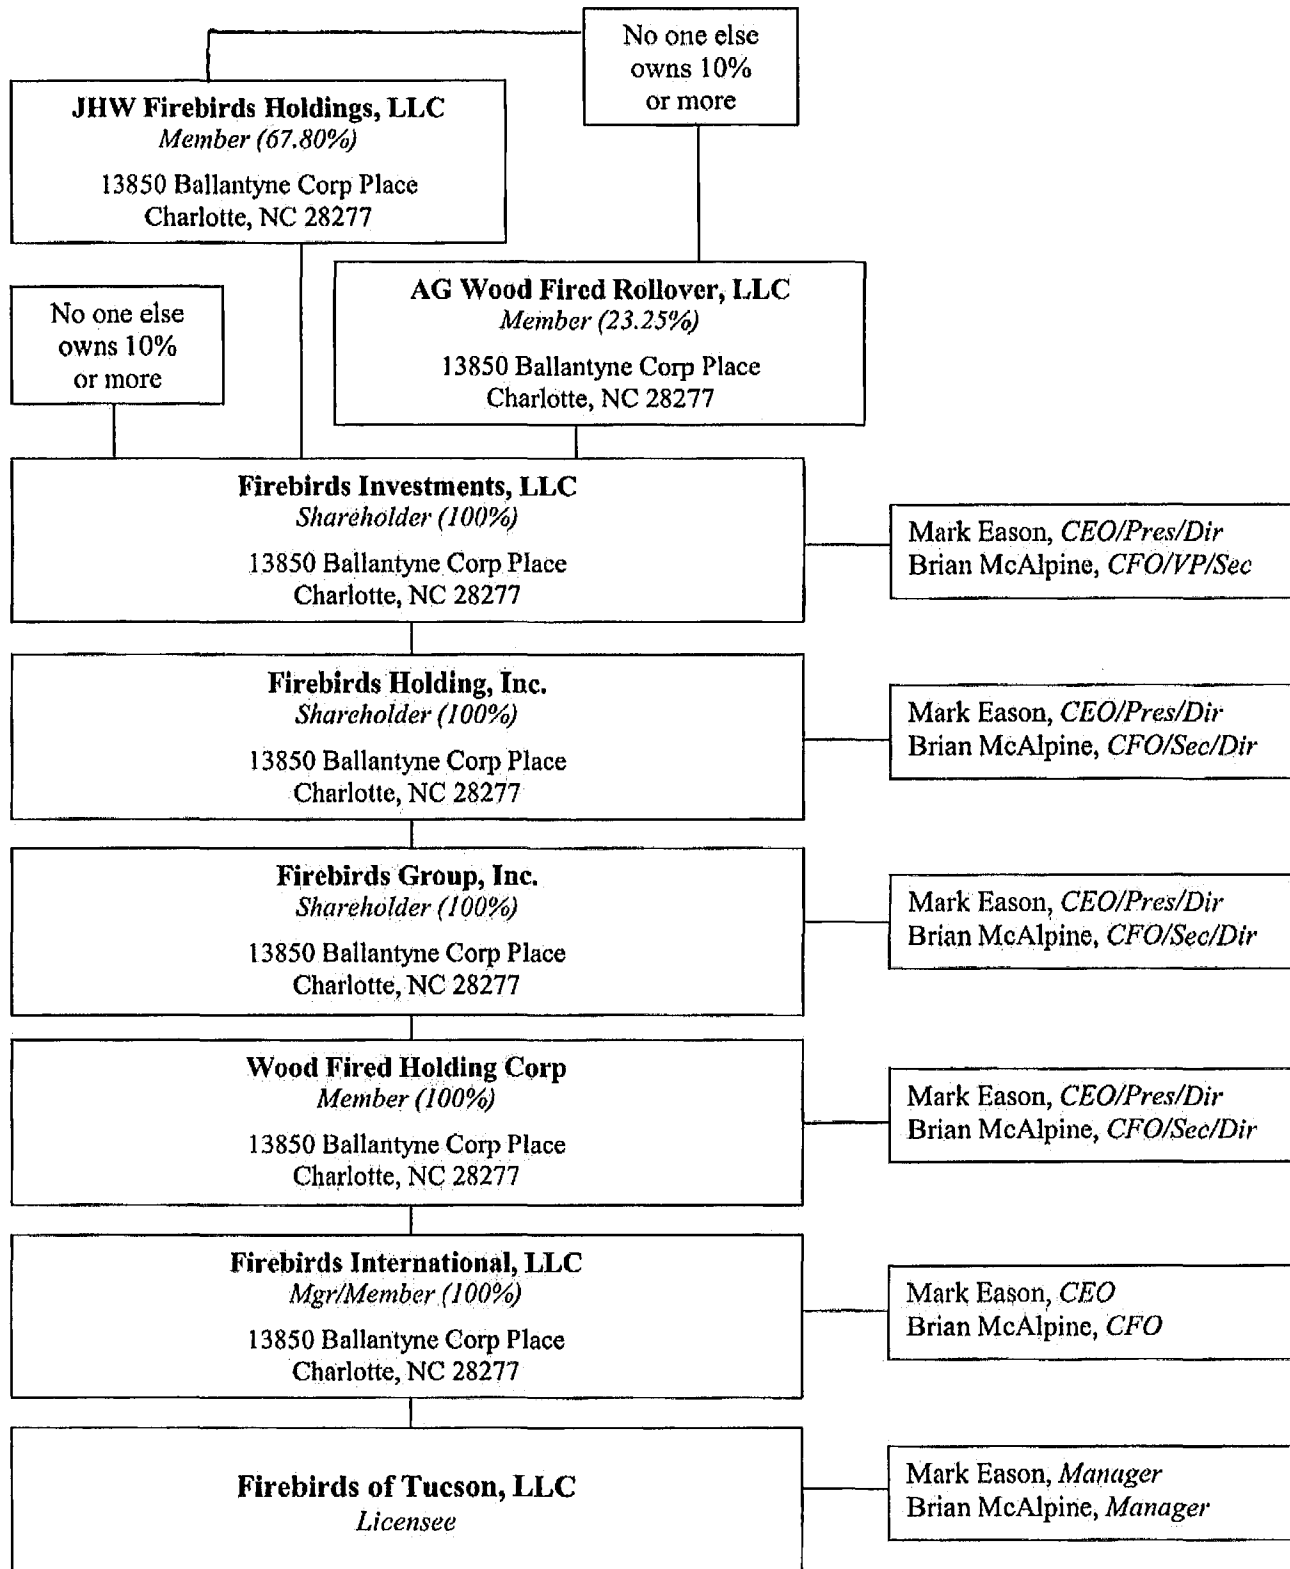 No one else
owns 10%
or more
JHW Firebirds Holdings, LLC
Member (67.80%)
13850 Ballantyne Corp Place
Charlotte, NC 28277
AG Wood Fired Rollover, LLC
Member (23.25%)
13850 Ballantyne Corp Place
Charlotte, NC 28277
No one else
owns 10%
or more
Firebirds Investments, LLC
Shareholder (100%)
13850 Ballantyne Corp Place
Charlotte, NC 28277
Mark Eason, CEO/Pres/Dir
Brian McAlpine, CFO/VP/Sec
Firebirds Holding, Inc.
Shareholder (100%)
13850 Ballantyne Corp Place
Charlotte, NC 28277
Mark Eason, CEO/Pres/Dir
Brian McAlpine, CFO/Sec/Dir
Firebirds Group, Inc.
Shareholder (100%)
13850 Ballantyne Corp Place
Charlotte, NC 28277
Mark Eason, CEO/Pres/Dir
Brian McAlpine, CFO/Sec/Dir
Wood Fired Holding Corp
Member (100%)
13850 Ballantyne Corp Place
Charlotte, NC 28277
Mark Eason, CEO/Pres/Dir
Brian McAlpine, CFO/Sec/Dir
Firebirds International, LLC
Mgr/Member (100%)
13850 Ballantyne Corp Place
Charlotte, NC 28277
Mark Eason, CEO
Brian McAlpine, CFO
Firebirds of Tucson, LLC
Licensee
Mark Eason, Manager
Brian McAlpine, Manager